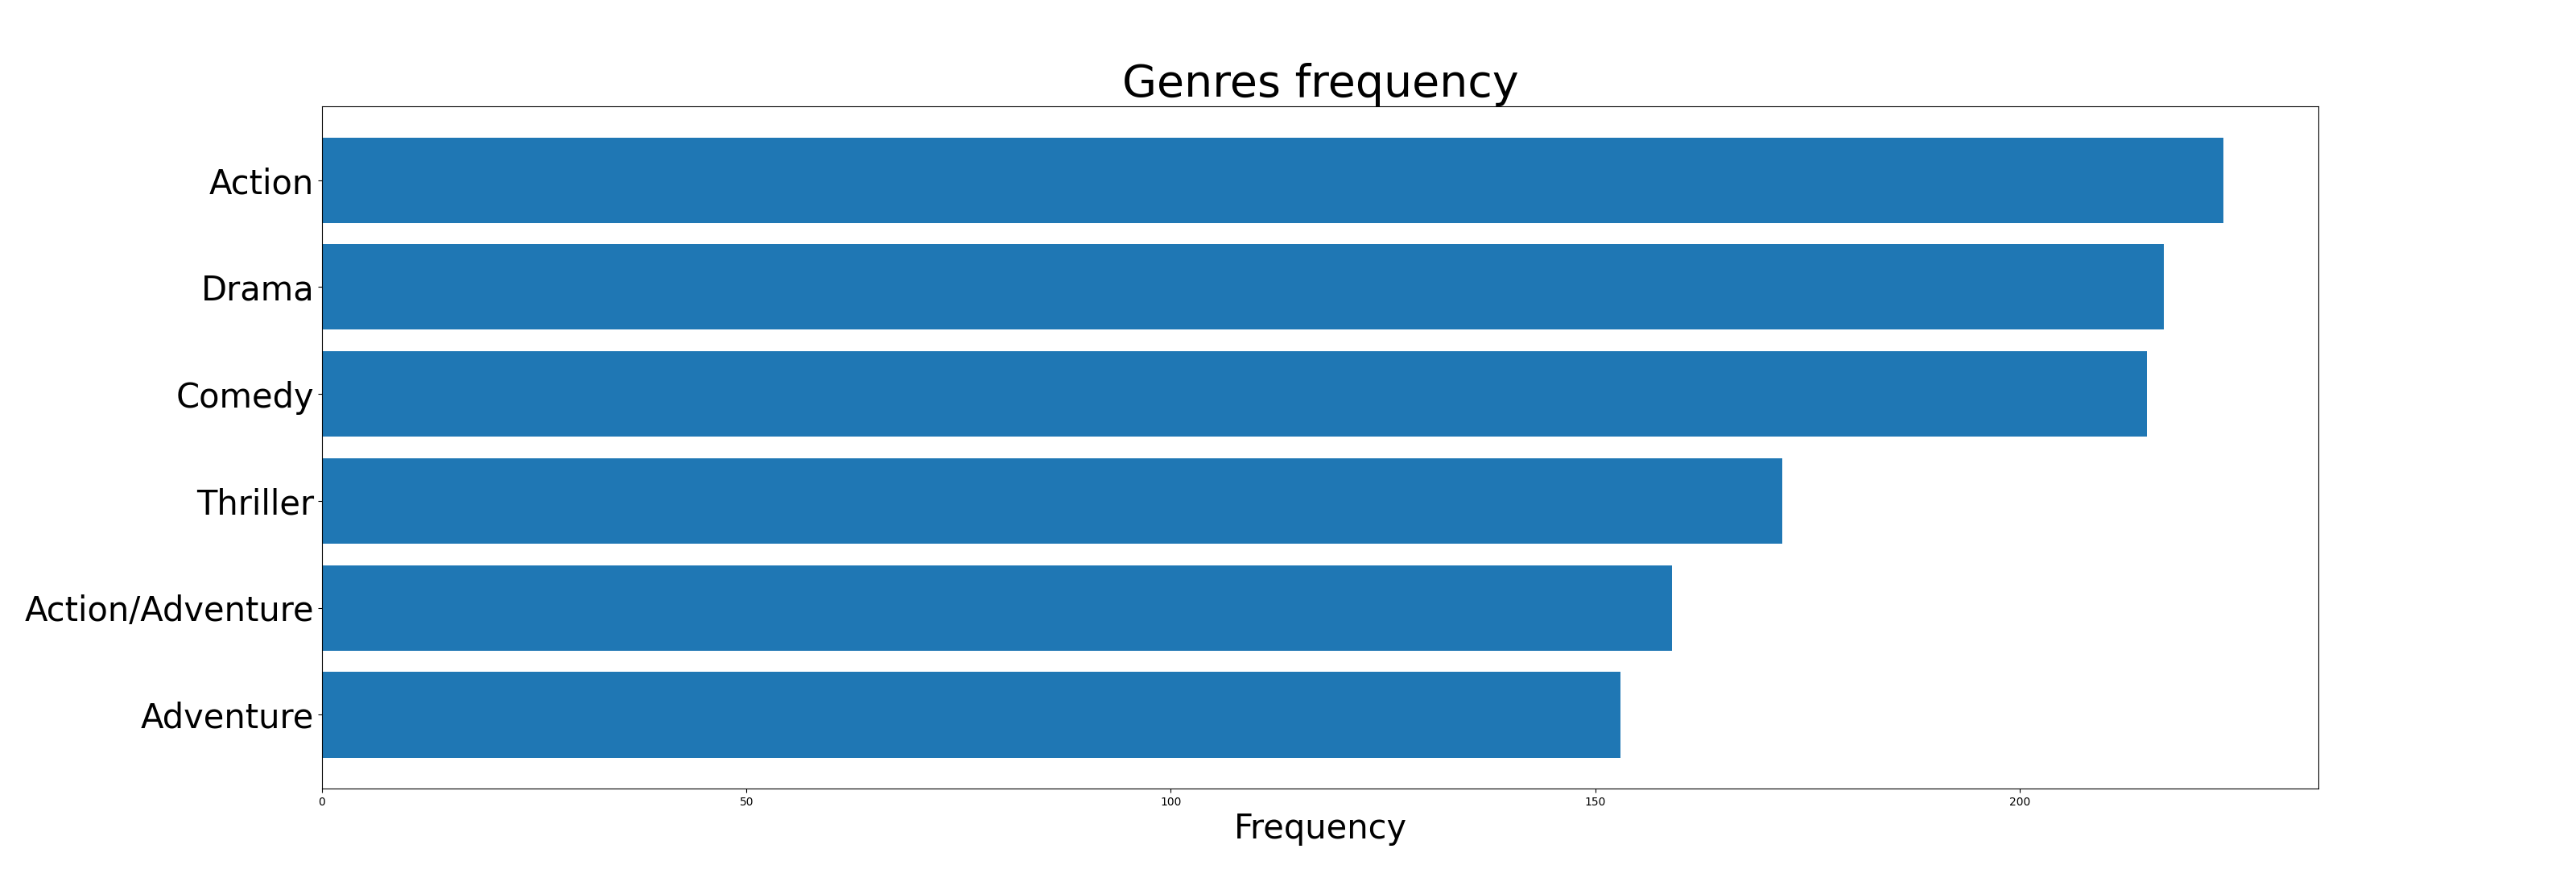 Genres frequency
Action
Drama
Comedy
Thriller
Action/Adventure
Adventure
0 50 100 150 200
Frequency